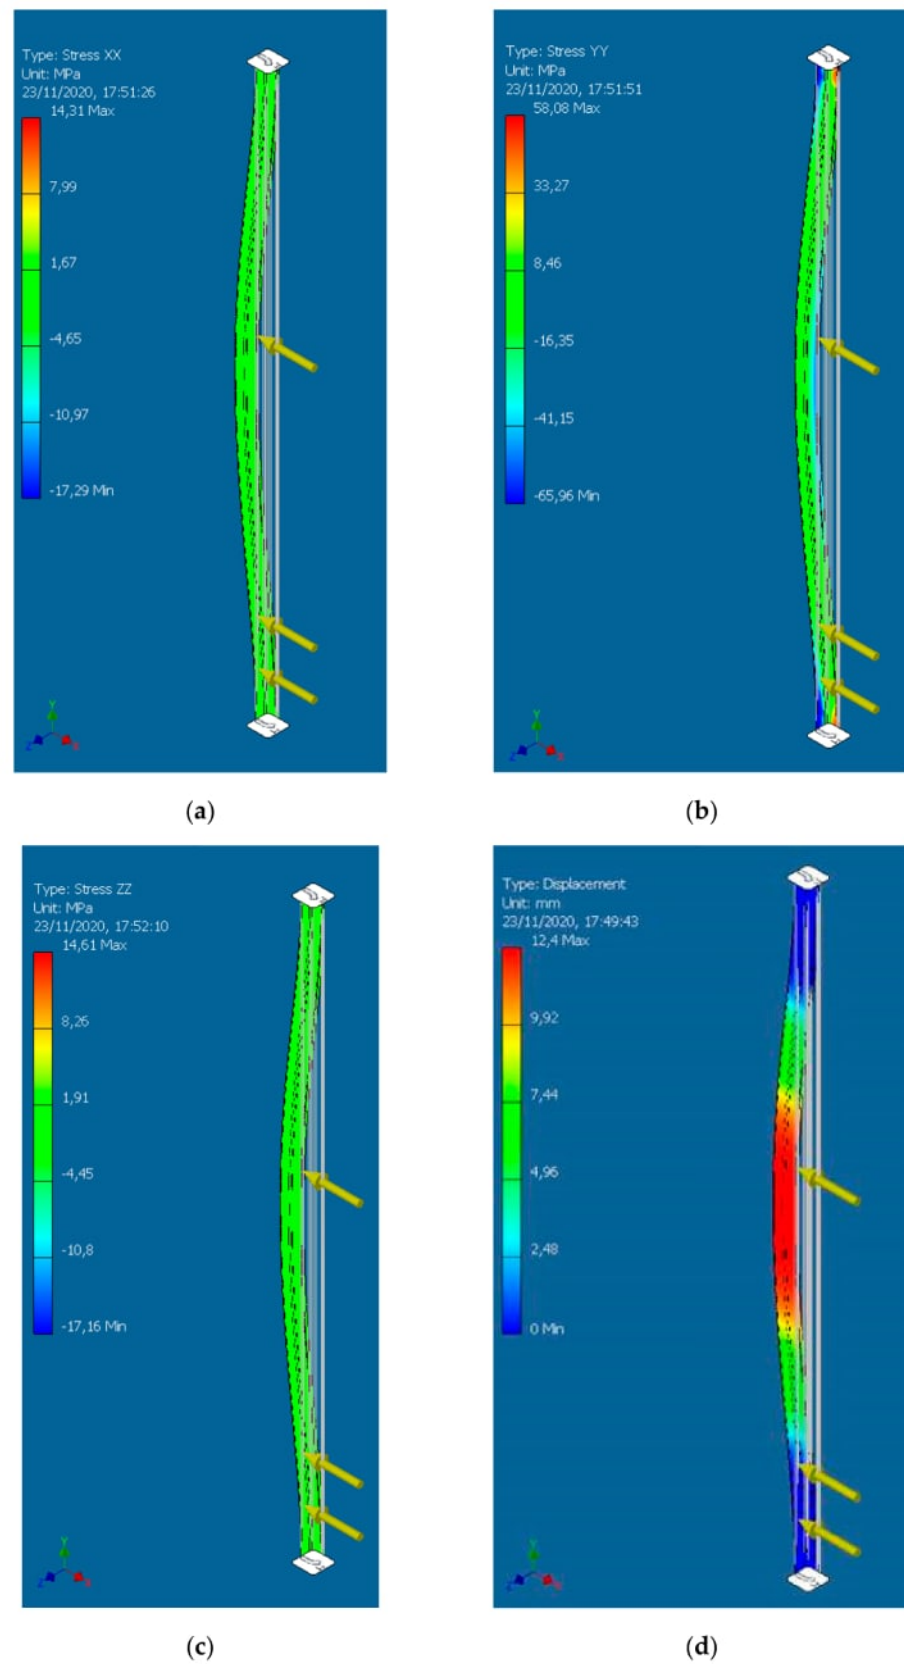 Type: Stress XX
Unit: MPa
23/11/2020, 17:51:26
14,31 Max
7,99
1,67
-4,65
-10,97
-17,29 Min
Y
Z
X
(a)
Type: Stress YY
Unit: MPa
23/11/2020, 17:51:51
58,08 Max
33,27
8,46
-16,35
-41,15
-65,96 Min
Y
Z
X
(b)
Type: Stress ZZ
Unit: MPa
23/11/2020, 17:52:10
14,61 Max
8,26
1,91
-4,45
-10,8
-17,16 Min
Y
Z
X
(c)
Type: Displacement
Unit: mm
23/11/2020, 17:49:43
12,4 Max
9,92
7,44
4,96
2,48
0 Min
Y
Z
X
(d)